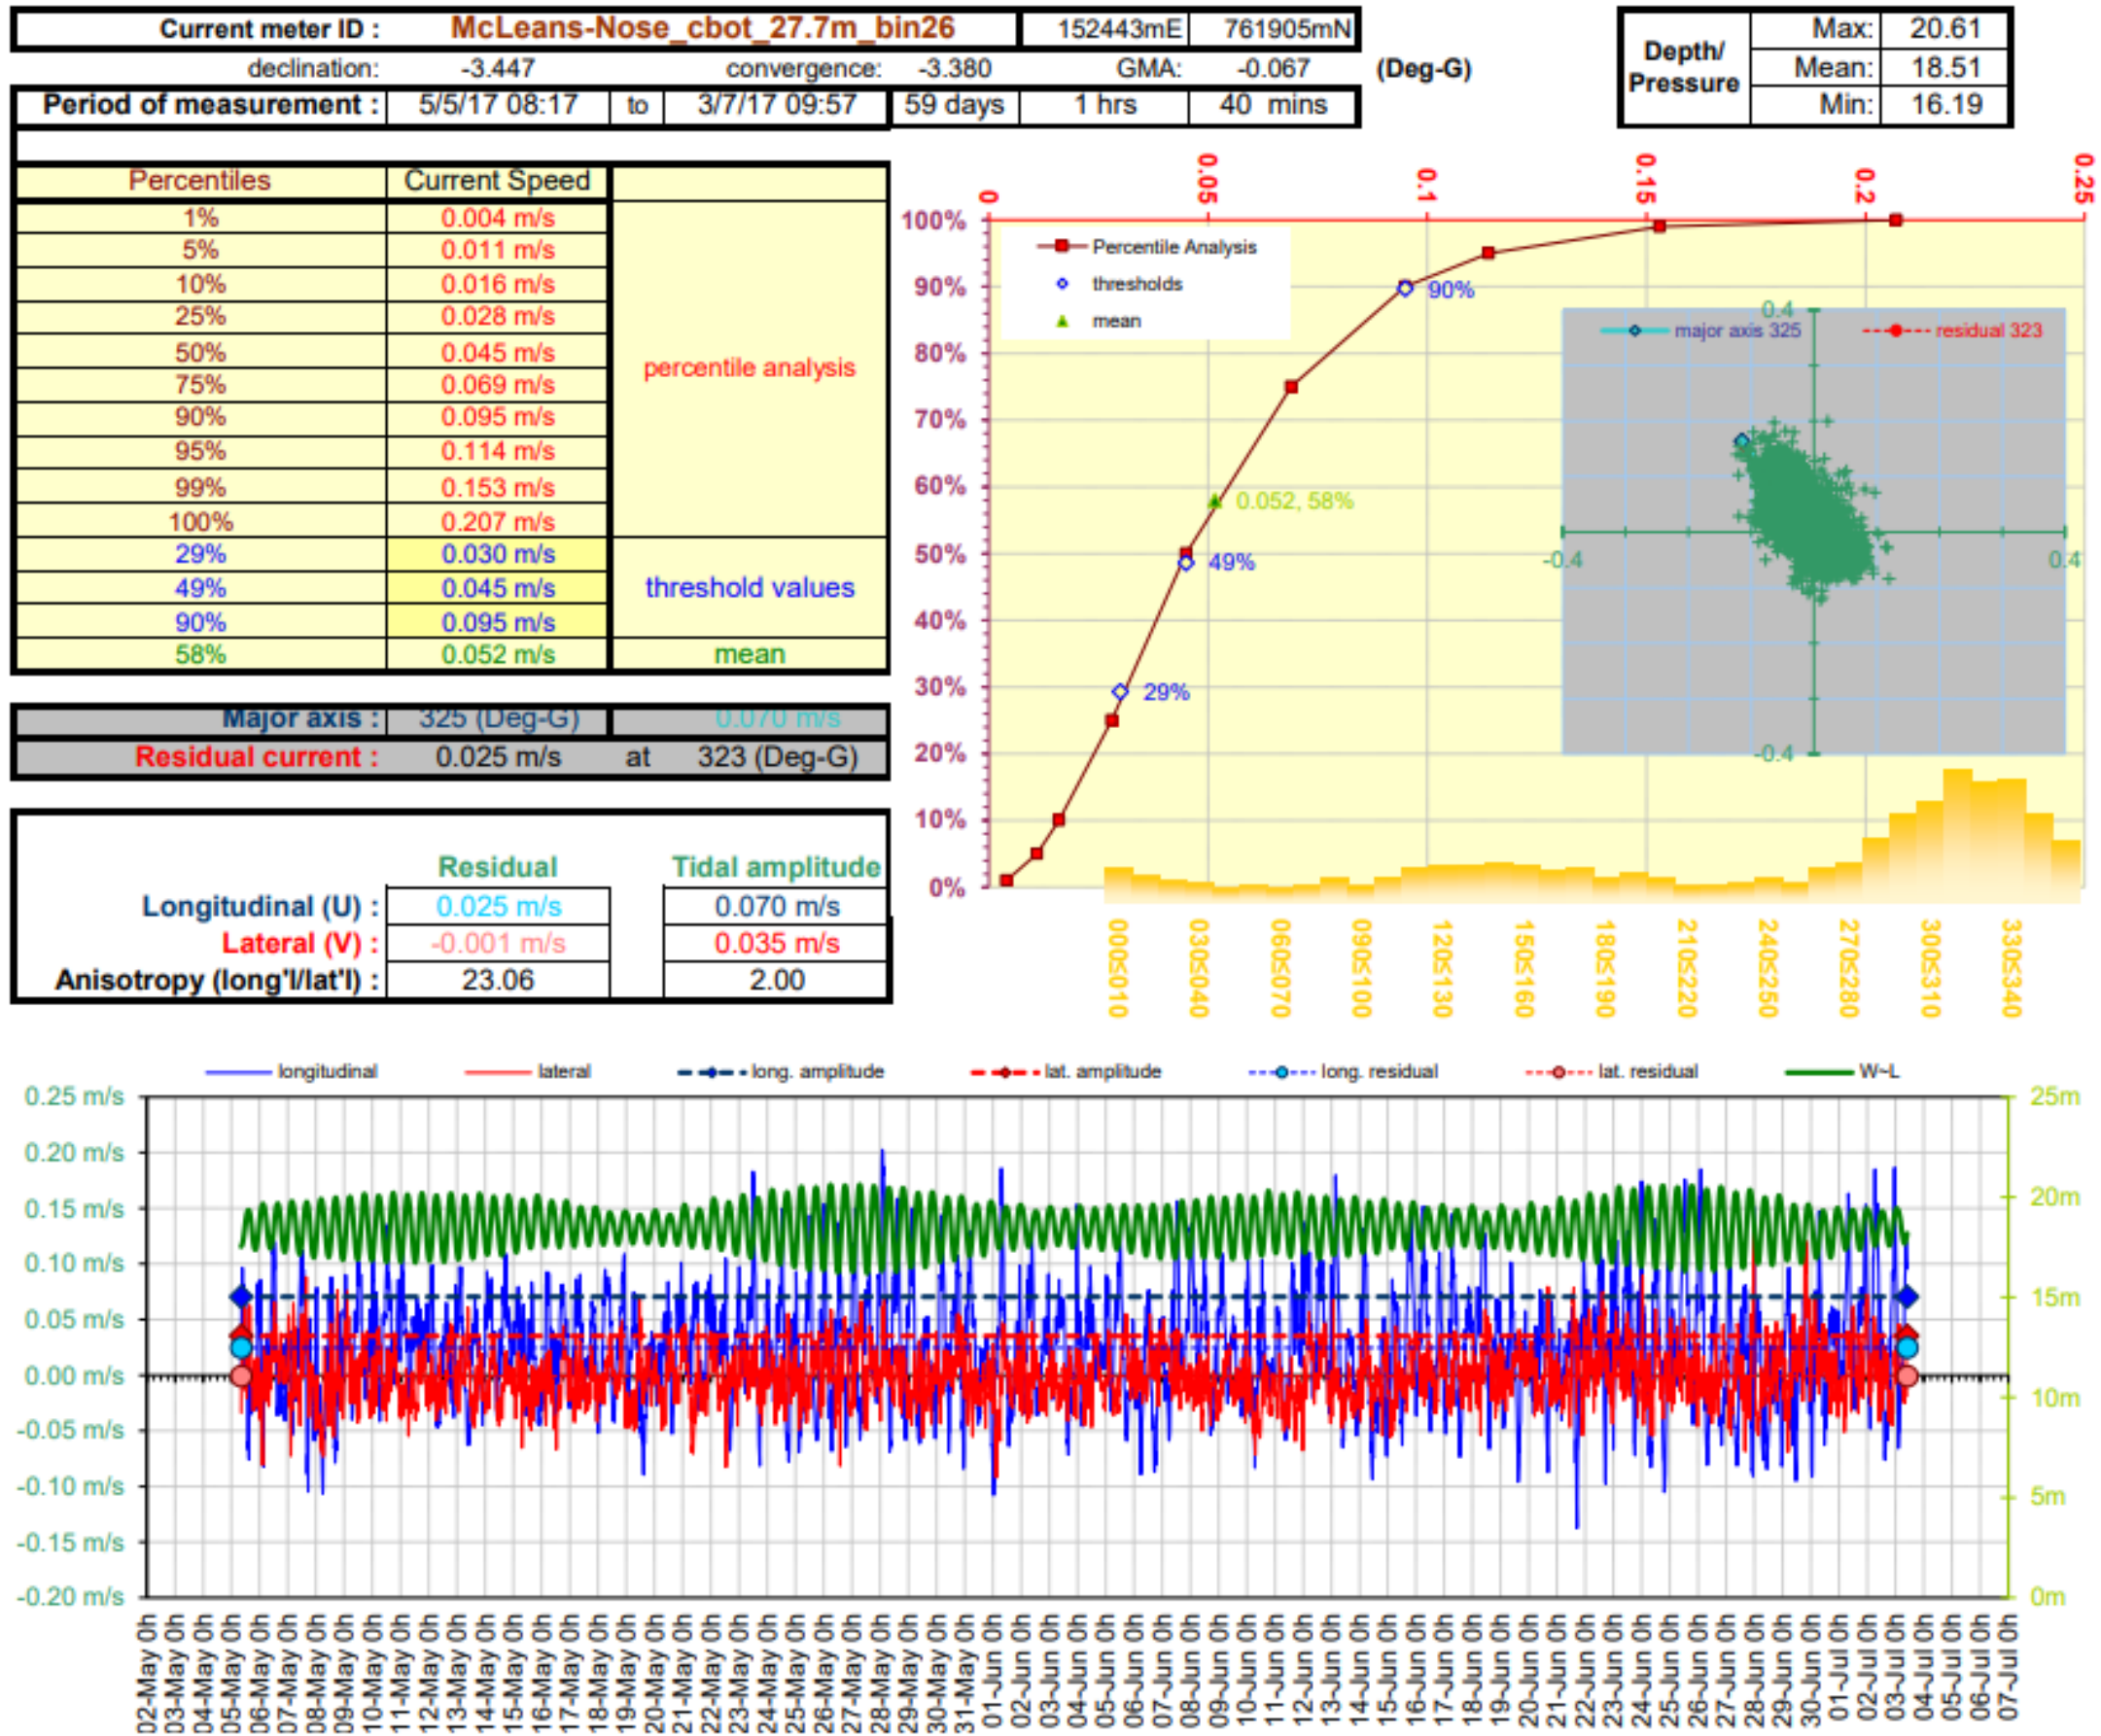 Current meter ID : McLeans-Nose_cbot_27.7m_bin26 152443mE 761905mN
declination: -3.447 convergence: -3.380 GMA: -0.067 (Deg-G)
Period of measurement : 5/5/17 08:17 to 3/7/17 09:57 59 days 1 hrs 40 mins
Depth/ Pressure
Max: 20.61
Mean: 18.51
Min: 16.19
Percentiles Current Speed
1% 0.004 m/s
5% 0.011 m/s
10% 0.016 m/s
25% 0.028 m/s
50% 0.045 m/s
75% 0.069 m/s
90% 0.095 m/s
95% 0.114 m/s
99% 0.153 m/s
100% 0.207 m/s
percentile analysis
29% 0.030 m/s
49% 0.045 m/s
90% 0.095 m/s
threshold values
58% 0.052 m/s mean
Major axis : 325 (Deg-G) 0.070 m/s
Residual current : 0.025 m/s at 323 (Deg-G)
Residual Tidal amplitude
Longitudinal (U) : 0.025 m/s 0.070 m/s
Lateral (V) : -0.001 m/s 0.035 m/s
Anisotropy (long'l/lat'l) : 23.06 2.00
0 0.05 0.1 0.15 0.2 0.25
100%
90%
80%
70%
60%
50%
40%
30%
20%
10%
0%
Percentile Analysis
thresholds
mean
90%
0.052, 58%
49%
29%
0.4
major axis 325 residual 323
-0.4 0.4
-0.4
000≤010 030≤040 060≤070 090≤100 120≤130 150≤160 180≤190 210≤220 240≤250 270≤280 300≤310 330≤340
longitudinal lateral long. amplitude lat. amplitude long. residual lat. residual W~L
0.25 m/s
0.20 m/s
0.15 m/s
0.10 m/s
0.05 m/s
0.00 m/s
-0.05 m/s
-0.10 m/s
-0.15 m/s
-0.20 m/s
25m
20m
15m
10m
5m
0m
02-May 0h
03-May 0h
04-May 0h
05-May 0h
06-May 0h
07-May 0h
08-May 0h
09-May 0h
10-May 0h
11-May 0h
12-May 0h
13-May 0h
14-May 0h
15-May 0h
16-May 0h
17-May 0h
18-May 0h
19-May 0h
20-May 0h
21-May 0h
22-May 0h
23-May 0h
24-May 0h
25-May 0h
26-May 0h
27-May 0h
28-May 0h
29-May 0h
30-May 0h
31-May 0h
01-Jun 0h
02-Jun 0h
03-Jun 0h
04-Jun 0h
05-Jun 0h
06-Jun 0h
07-Jun 0h
08-Jun 0h
09-Jun 0h
10-Jun 0h
11-Jun 0h
12-Jun 0h
13-Jun 0h
14-Jun 0h
15-Jun 0h
16-Jun 0h
17-Jun 0h
18-Jun 0h
19-Jun 0h
20-Jun 0h
21-Jun 0h
22-Jun 0h
23-Jun 0h
24-Jun 0h
25-Jun 0h
26-Jun 0h
27-Jun 0h
28-Jun 0h
29-Jun 0h
30-Jun 0h
01-Jul 0h
02-Jul 0h
03-Jul 0h
04-Jul 0h
05-Jul 0h
06-Jul 0h
07-Jul 0h